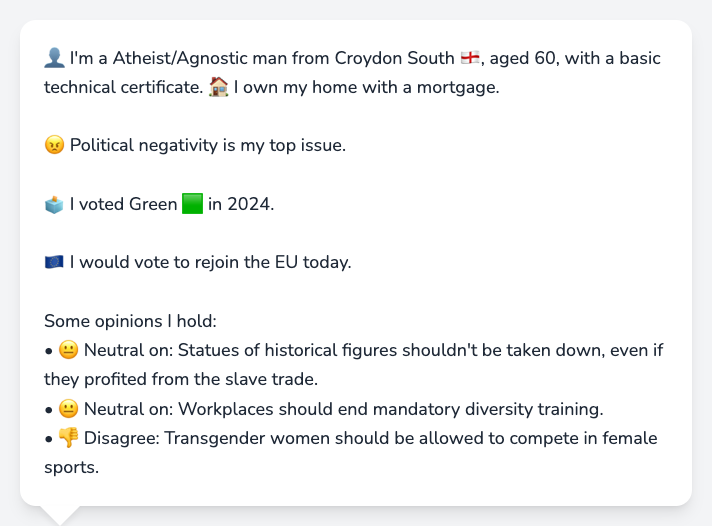 👤 I'm a Atheist/Agnostic man from Croydon South 🏴󠁧󠁢󠁥󠁮󠁧󠁿, aged 60, with a basic
technical certificate. 🏠 I own my home with a mortgage.
😠 Political negativity is my top issue.
🗳️ I voted Green 🟩 in 2024.
🇪🇺 I would vote to rejoin the EU today.
Some opinions I hold:
• 😐 Neutral on: Statues of historical figures shouldn't be taken down, even if
they profited from the slave trade.
• 😐 Neutral on: Workplaces should end mandatory diversity training.
• 👎 Disagree: Transgender women should be allowed to compete in female
sports.